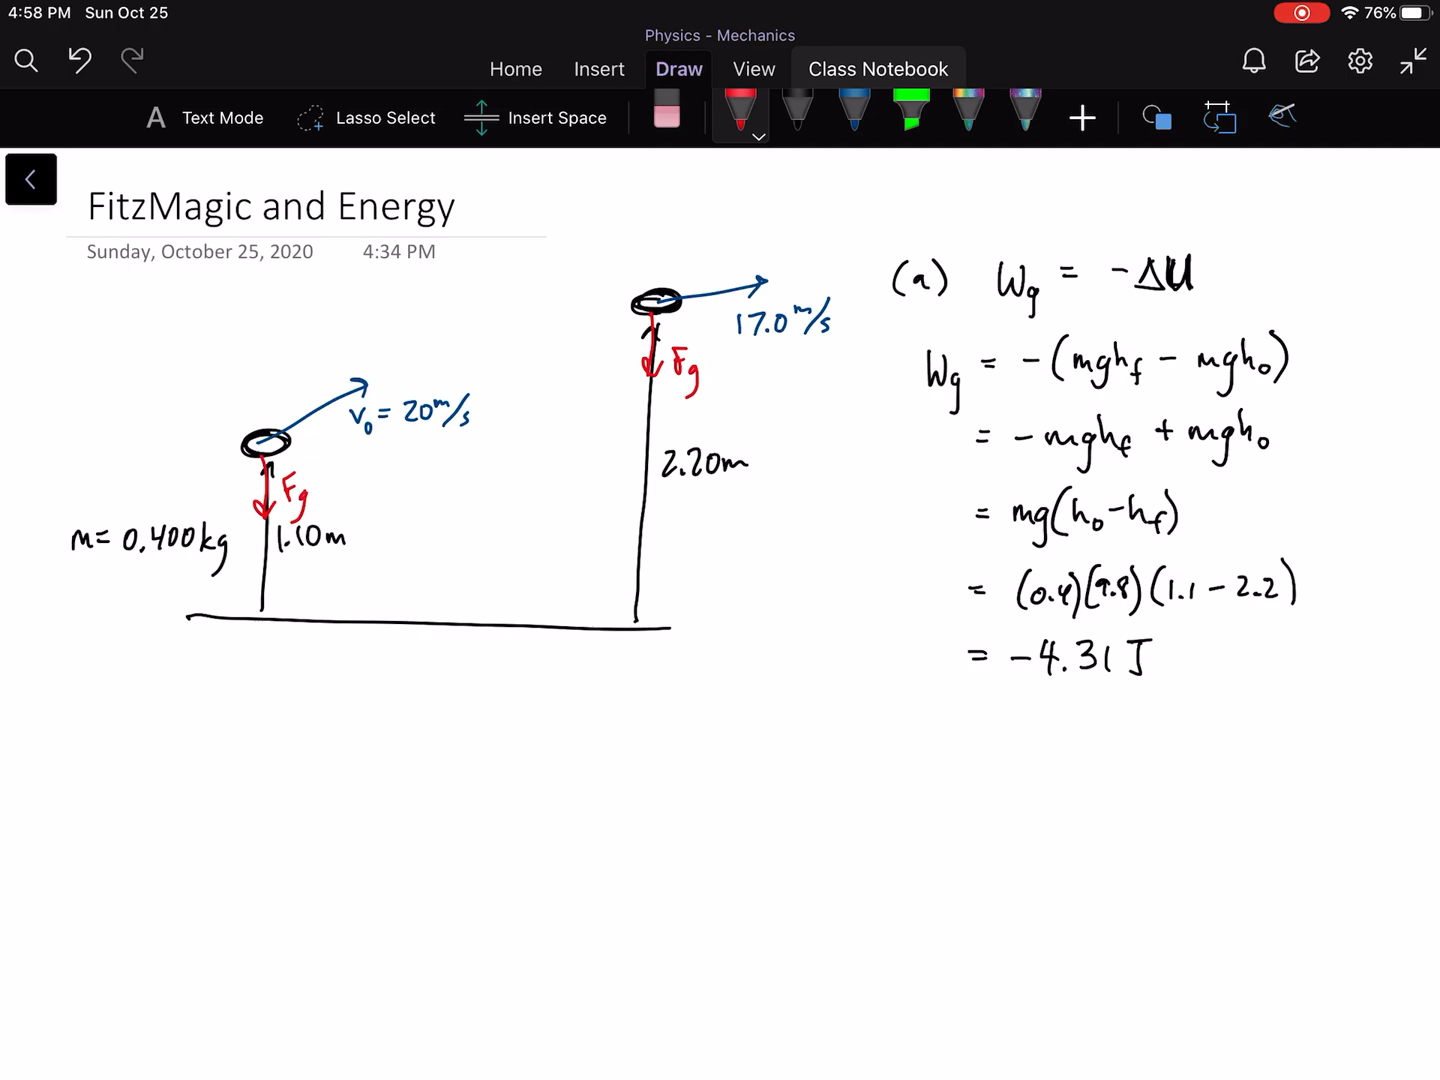 4:58 PM Sun Oct 25
76%
Physics - Mechanics
Home Insert Draw View Class Notebook
A Text Mode Lasso Select Insert Space
FitzMagic and Energy
Sunday, October 25, 2020 4:34 PM
17.0 m/s
Fg
v₀ = 20 m/s
2.20m
Fg
m = 0.400kg
1.10m
(a) Wg = -ΔU
Wg = -(mghf - mgh₀)
= -mghf + mgh₀
= mg(h₀-hf)
= (0.4)(9.8)(1.1 - 2.2)
= -4.31 J